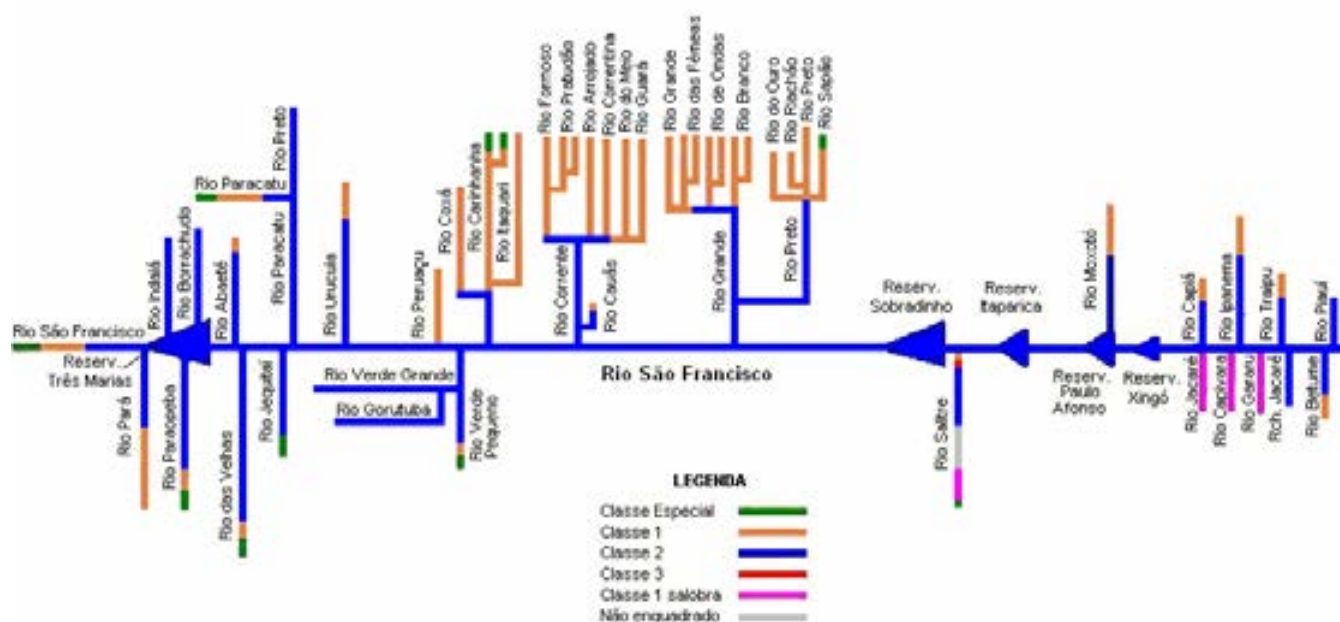 Rio Formoso
Rio Pratudão
Rio Arrojado
Rio Correntina
Rio do Meio
Rio Guará
Rio Grande
Rio das Fêmeas
Rio de Ondas
Rio Branco
Rio do Ouro
Rio Riachão
Rio Preto
Rio Sapão
Rio Preto
Rio Paracatu
Rio Indaiá
Rio Borrachudo
Rio Abaeté
Rio Paracatu
Rio Urucuia
Rio Peruaçu
Rio Coxá
Rio Carinhanha
Rio Itaguari
Rio Corrente
Rio Grande
Rio Preto
Reserv.
Sobradinho
Reserv.
Itaparica
Rio Moxotó
Rio Capiá
Rio Ipanema
Rio Traipu
Rio Piauí
Rio São Francisco
Reserv.
Três Marias
Rio Pará
Rio Paraopeba
Rio das Velhas
Rio Jequitaí
Rio Verde Grande
Rio Gorutuba
Rio Verde
Pequeno
Rio São Francisco
Rio Salitre
Reserv.
Paulo
Afonso
Reserv.
Xingó
Rio Jacaré
Rio Capivara
Rio Gararu
Rch. Jacaré
Rio Betume
LEGENDA
Classe Especial
Classe 1
Classe 2
Classe 3
Classe 1 salobra
Não enquadrado